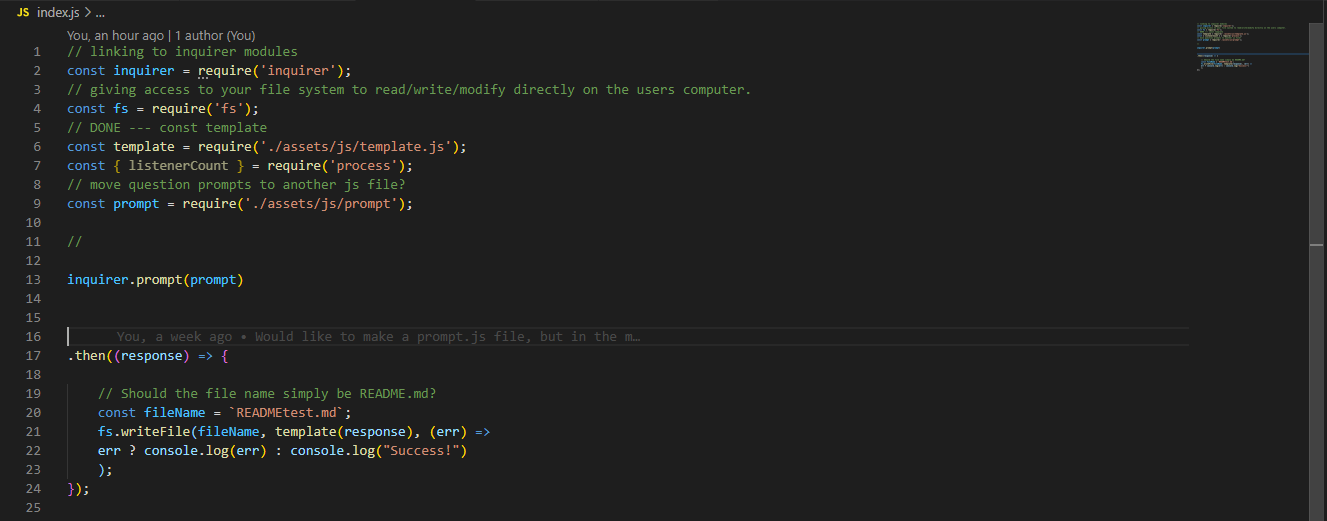 JS index.js > ...
You, an hour ago | 1 author (You)
1 // linking to inquirer modules
2 const inquirer = require('inquirer');
3 // giving access to your file system to read/write/modify directly on the users computer.
4 const fs = require('fs');
5 // DONE --- const template
6 const template = require('./assets/js/template.js');
7 const { listenerCount } = require('process');
8 // move question prompts to another js file?
9 const prompt = require('./assets/js/prompt');
10
11 //
12
13 inquirer.prompt(prompt)
14
15
16 You, a week ago • Would like to make a prompt.js file, but in the m…
17 .then((response) => {
18
19 // Should the file name simply be README.md?
20 const fileName = `READMEtest.md`;
21 fs.writeFile(fileName, template(response), (err) =>
22 err ? console.log(err) : console.log("Success!")
23 );
24 });
25